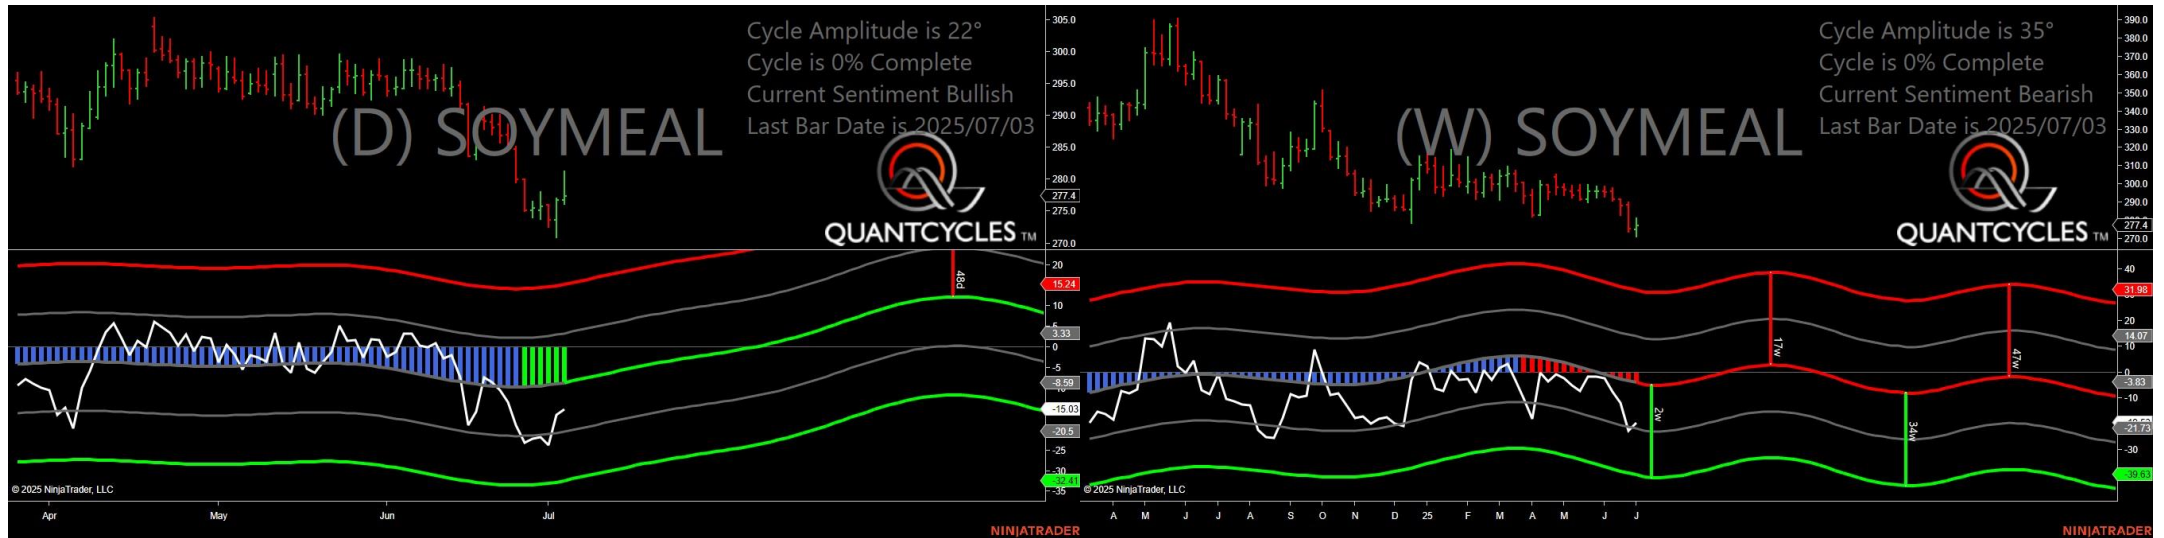 Cycle Amplitude is 22°
Cycle is 0% Complete
Current Sentiment Bullish
Last Bar Date is 2025/07/03
(D) SOYMEAL
QUANTCYCLES TM
305.0
300.0
295.0
290.0
285.0
280.0
277.4
275.0
270.0
48d
20
15.24
10
5
3.33
0
-5
-8.59
-15.03
-20.5
-25
-30
-32.41
-35
© 2025 NinjaTrader, LLC
Apr May Jun Jul
NINJATRADER
Cycle Amplitude is 35°
Cycle is 0% Complete
Current Sentiment Bearish
Last Bar Date is 2025/07/03
(W) SOYMEAL
QUANTCYCLES TM
390.0
380.0
370.0
360.0
350.0
340.0
330.0
320.0
310.0
300.0
290.0
277.4
270.0
2w
17w
34w
47w
40
31.98
20
14.07
10
0
-3.83
-10
-21.73
-30
-39.63
© 2025 NinjaTrader, LLC
A M J J A S O N D 25 F M A M J J
NINJATRADER